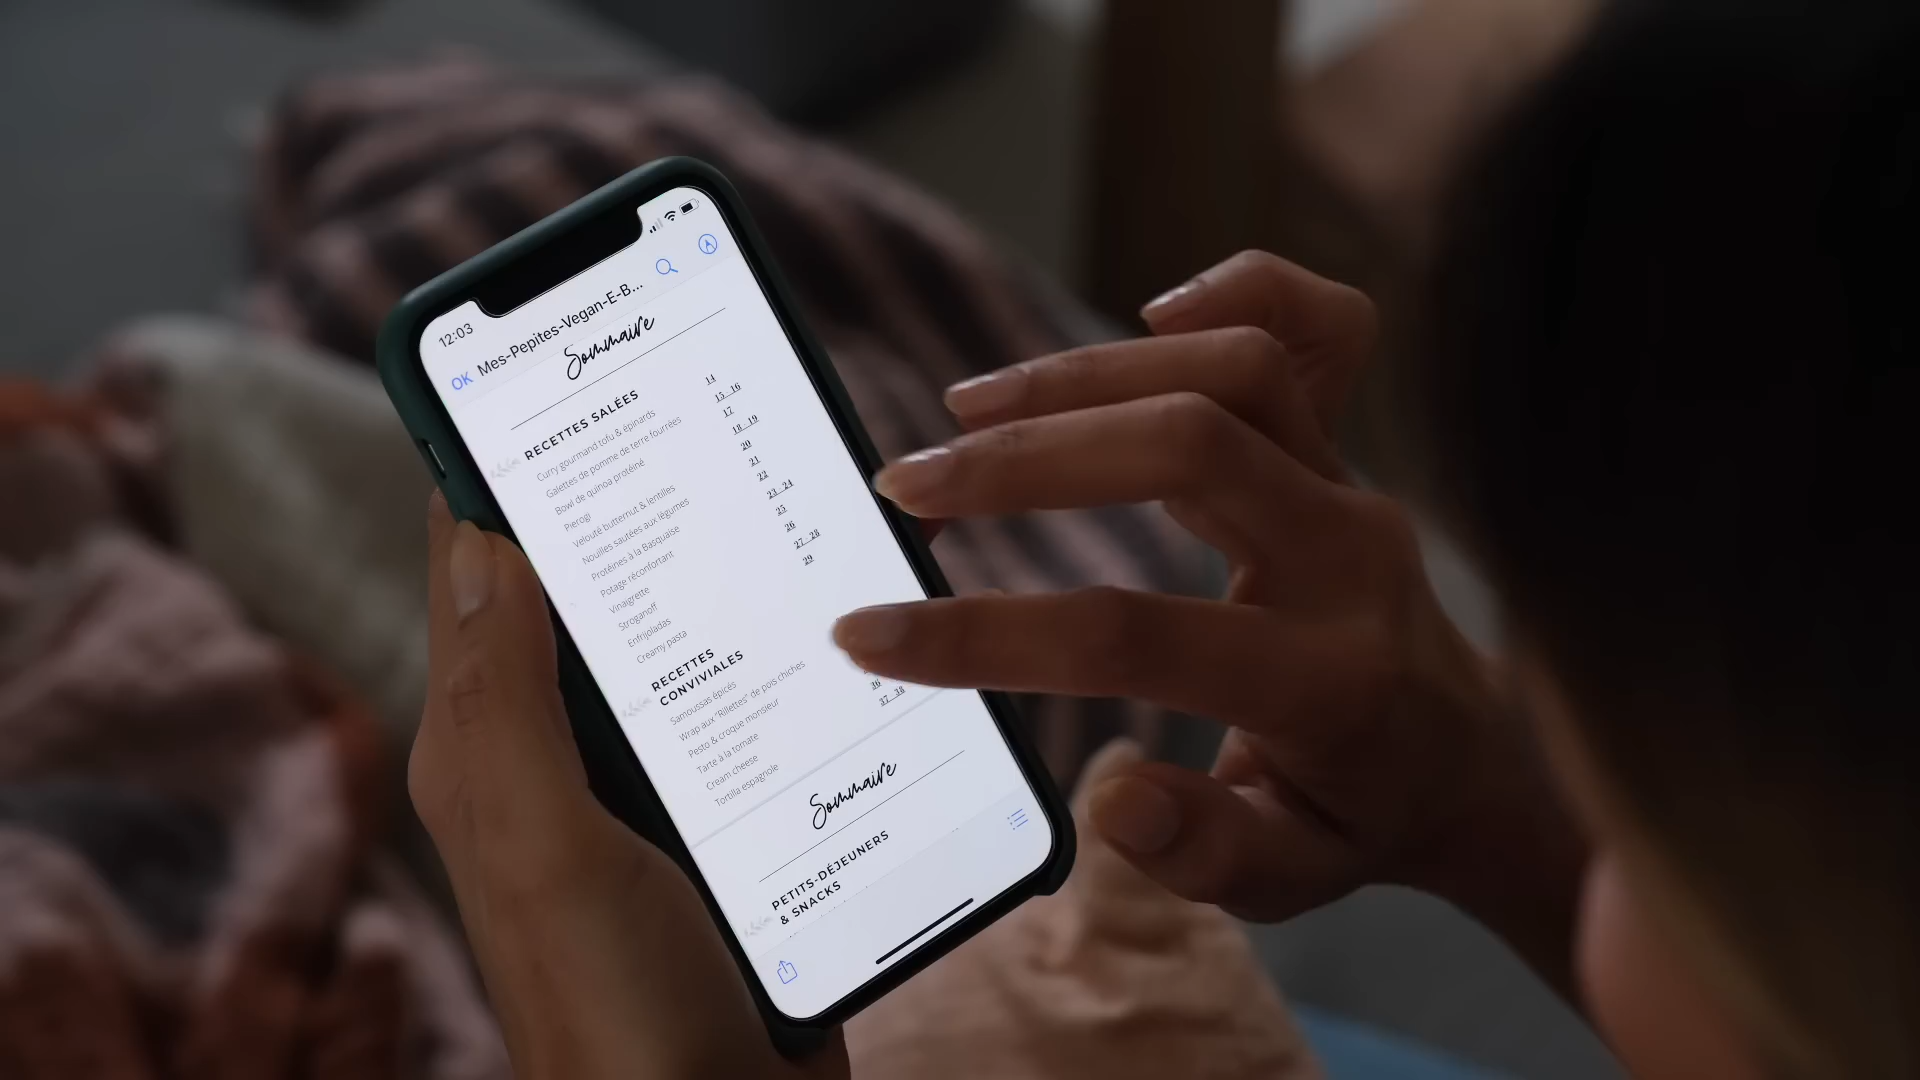 12:03
OK Mes-Pepites-Vegan-E-B...
Sommaire
RECETTES SALÉES
Curry gourmand tofu & épinards 14
Galettes de pomme de terre fourrées 15 - 16
Bowl de quinoa protéiné 17
Pierogi 18 - 19
Velouté butternut & lentilles 20
Nouilles sautées aux légumes 21
Protéines à la Basquaise 22
Potage réconfortant 23 - 24
Vinaigrette 25
Stroganoff 26
Enfrijoladas 27 - 28
Creamy pasta 29
RECETTES
CONVIVIALES
Samoussas épicés
Wrap aux "Rillettes" de pois chiches
Pesto & croque monsieur
Tarte à la tomate
Cream cheese 36
Tortilla espagnole 37 - 38
Sommaire
PETITS-DÉJEUNERS
& SNACKS